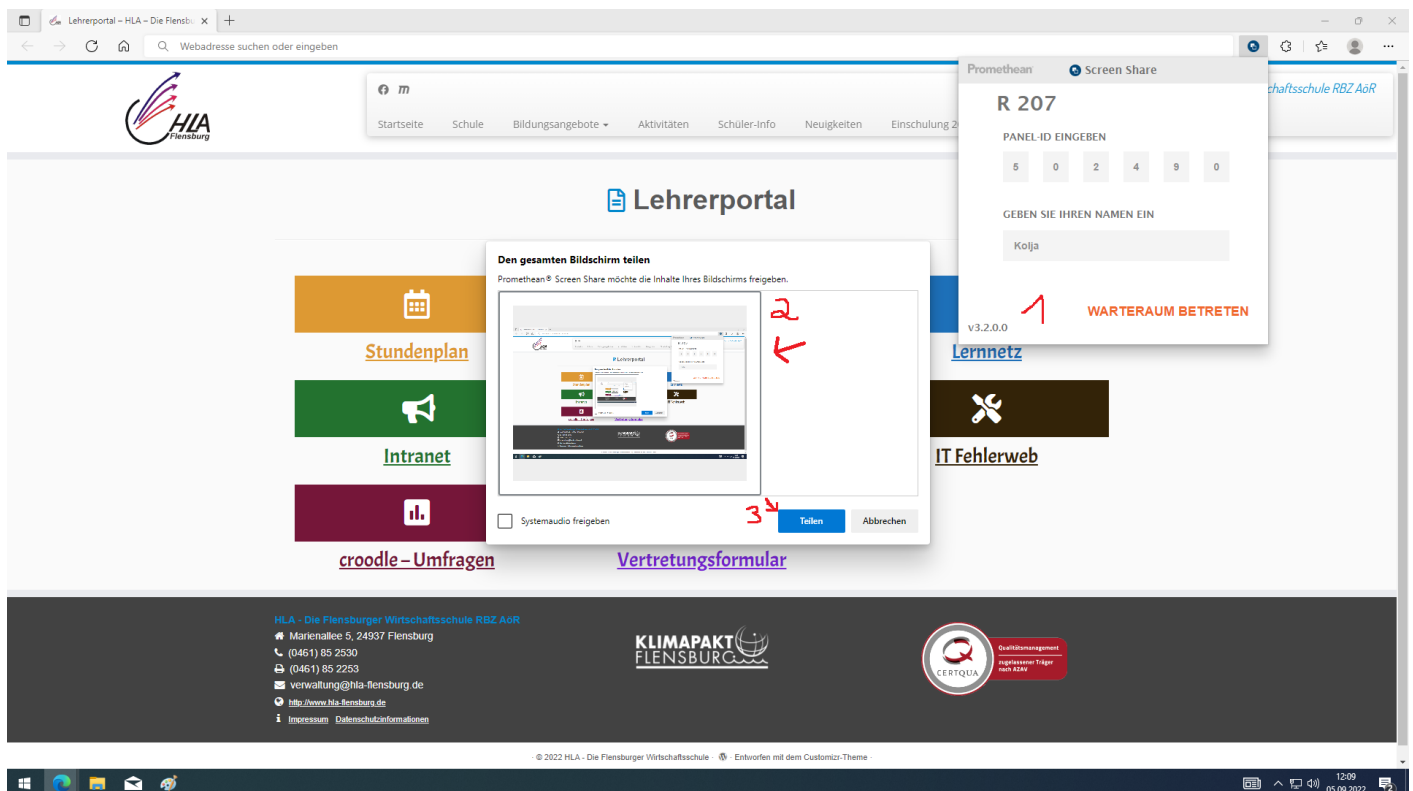 Lehrerportal – HLA – Die Flensbu
Webadresse suchen oder eingeben
HLA
Flensburg
Startseite Schule Bildungsangebote Aktivitäten Schüler-Info Neuigkeiten Einschulung 2
chaftsschule RBZ AöR
Promethean Screen Share
R 207
PANEL-ID EINGEBEN
5 0 2 4 9 0
GEBEN SIE IHREN NAMEN EIN
Kolja
1 WARTERAUM BETRETEN
v3.2.0.0
Lehrerportal
Den gesamten Bildschirm teilen
Promethean® Screen Share möchte die Inhalte Ihres Bildschirms freigeben.
2
3
Systemaudio freigeben Teilen Abbrechen
Stundenplan
Lernnetz
Intranet
IT Fehlerweb
croodle – Umfragen
Vertretungsformular
HLA - Die Flensburger Wirtschaftsschule RBZ AöR
Marienallee 5, 24937 Flensburg
(0461) 85 2530
(0461) 85 2253
verwaltung@hla-flensburg.de
http://www.hla-flensburg.de
Impressum Datenschutzinformationen
KLIMAPAKT
FLENSBURG
CERTQUA
Qualitätsmanagement
zugelassener Träger
nach AZAV
· © 2022 HLA - Die Flensburger Wirtschaftsschule · · Entworfen mit dem Customizr-Theme ·
12:09
05.09.2022
2